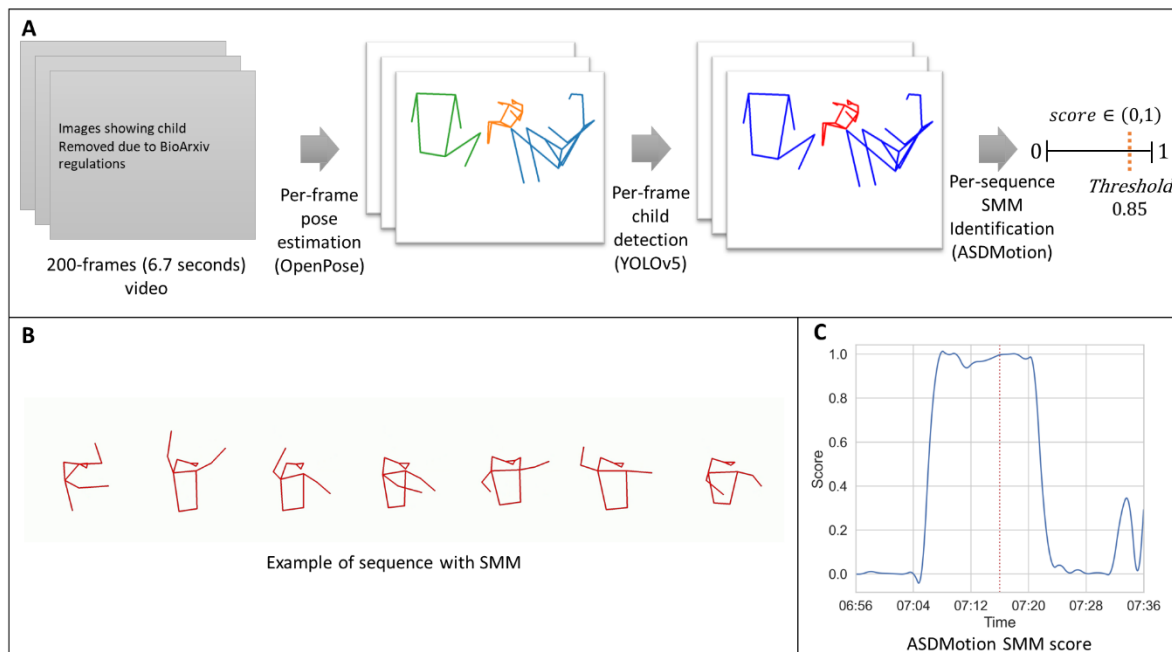 A
Images showing child
Removed due to BioArxiv
regulations
200-frames (6.7 seconds)
video
Per-frame
pose
estimation
(OpenPose)
Per-frame
child
detection
(YOLOv5)
Per-sequence
SMM
Identification
(ASDMotion)
score ∈ (0,1)
0
1
Threshold
0.85
B
Example of sequence with SMM
C
1.0
0.8
0.6
0.4
0.2
0.0
Score
06:56 07:04 07:12 07:20 07:28 07:36
Time
ASDMotion SMM score